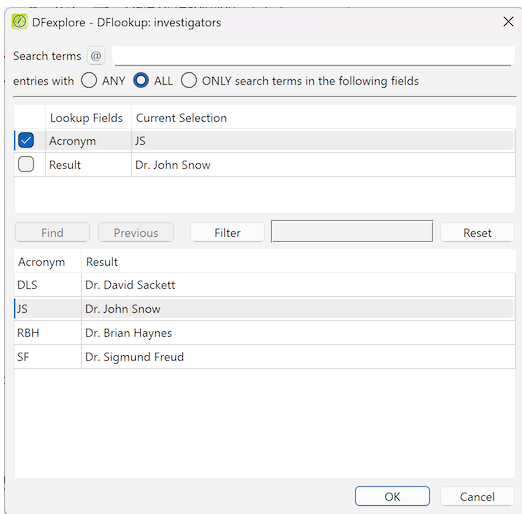 DFexplore - DFlookup: investigators
Search terms @
entries with ANY ALL ONLY search terms in the following fields
Lookup Fields Current Selection
Acronym JS
Result Dr. John Snow
Find Previous Filter Reset
Acronym Result
DLS Dr. David Sackett
JS Dr. John Snow
RBH Dr. Brian Haynes
SF Dr. Sigmund Freud
OK Cancel